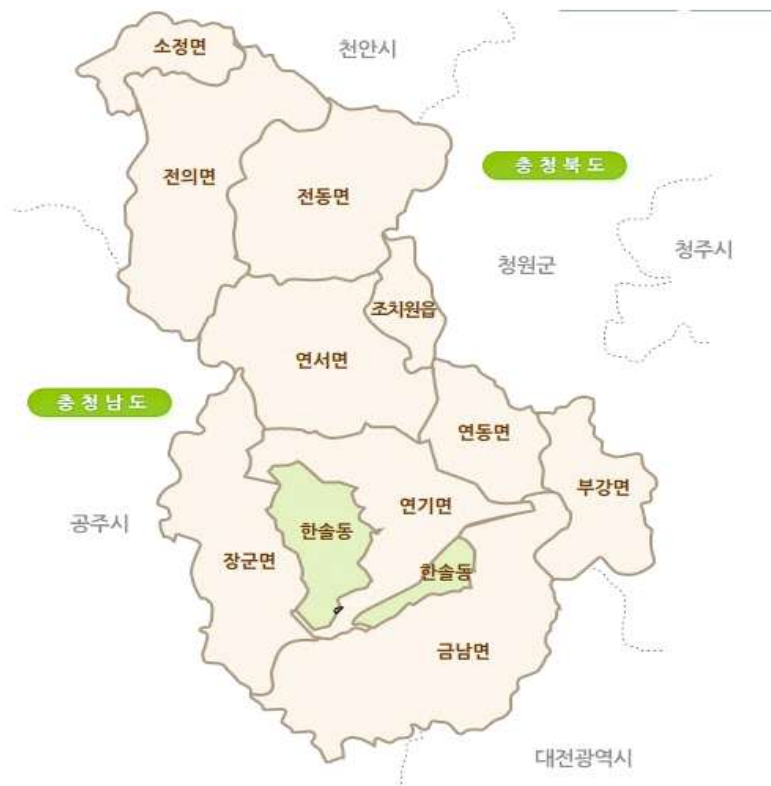 소정면
천안시
충청북도
전의면
전동면
청원군
청주시
조치원읍
연서면
충청남도
연동면
부강면
연기면
공주시
한솔동
장군면
한솔동
금남면
대전광역시